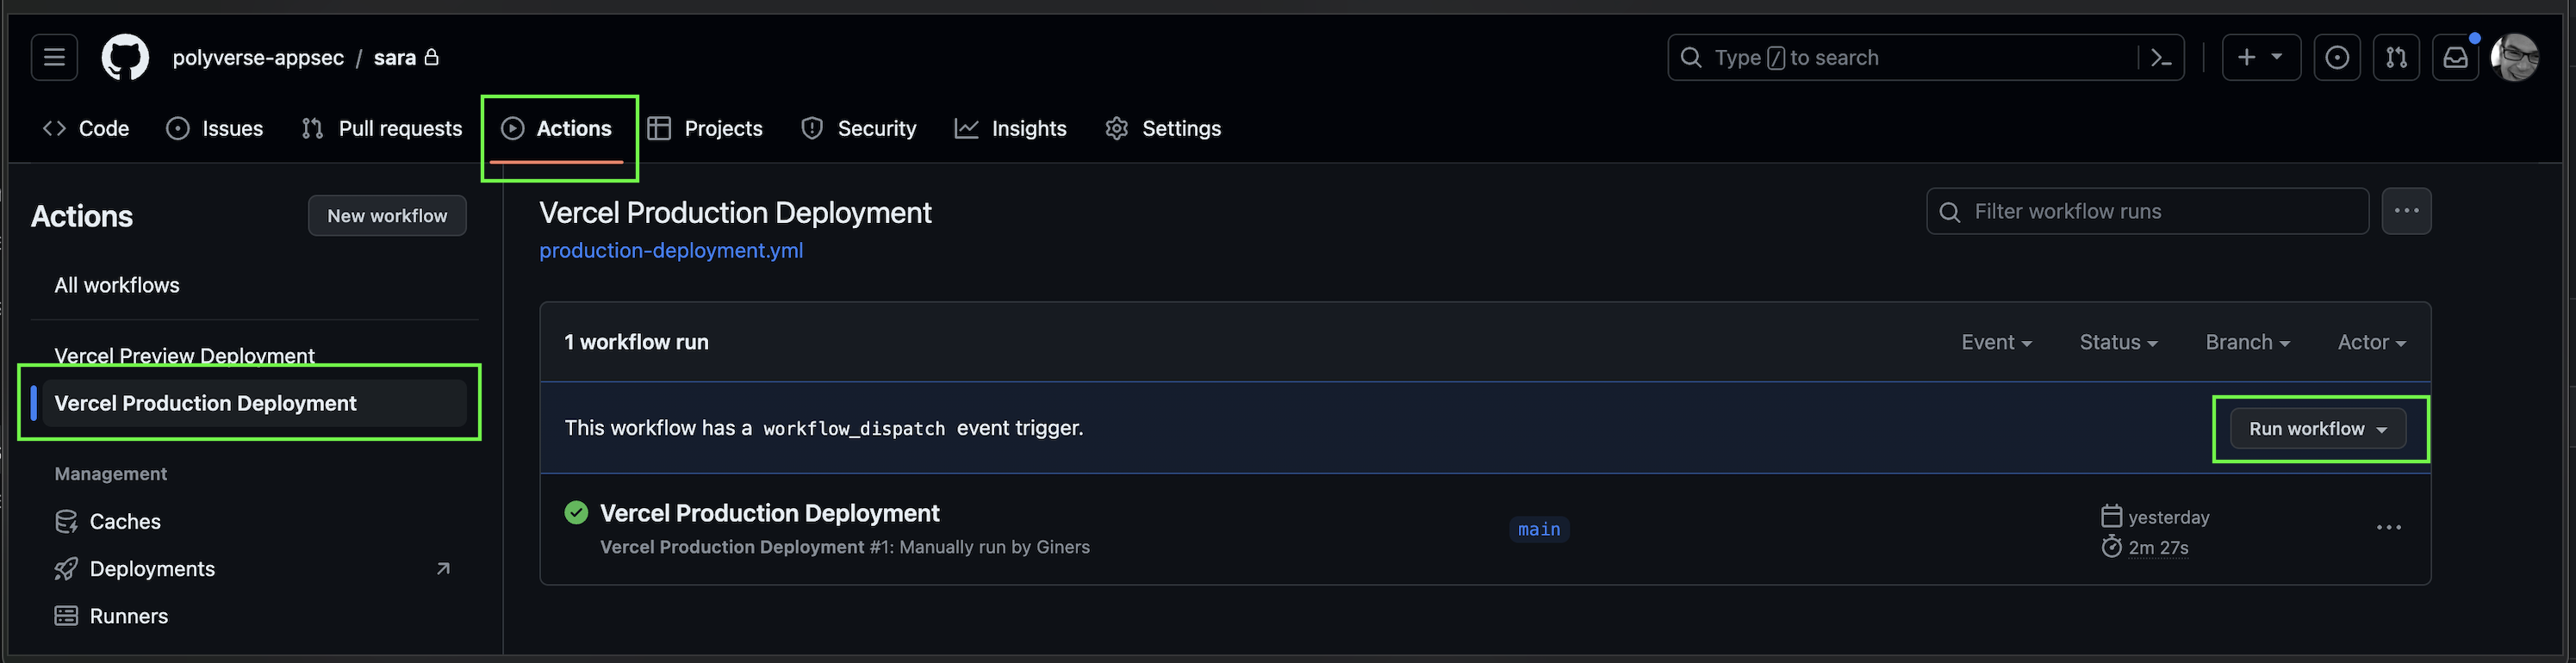 polyverse-appsec / sara
Type / to search
Code
Issues
Pull requests
Actions
Projects
Security
Insights
Settings
Actions
New workflow
All workflows
Vercel Preview Deployment
Vercel Production Deployment
Management
Caches
Deployments
Runners
Vercel Production Deployment
production-deployment.yml
Filter workflow runs
1 workflow run
Event
Status
Branch
Actor
This workflow has a workflow_dispatch event trigger.
Run workflow
Vercel Production Deployment
Vercel Production Deployment #1: Manually run by Giners
main
yesterday
2m 27s